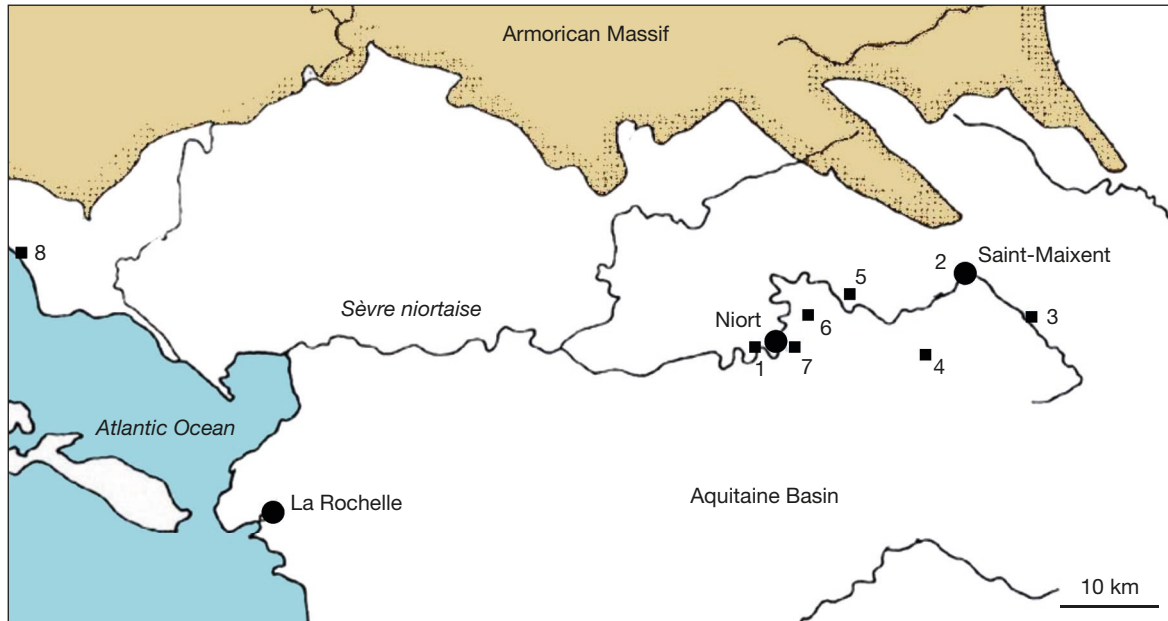 Armorican Massif
8
2
Saint-Maixent
5
Sèvre niortaise
3
6
Niort
1
7
4
Atlantic Ocean
La Rochelle
Aquitaine Basin
10 km